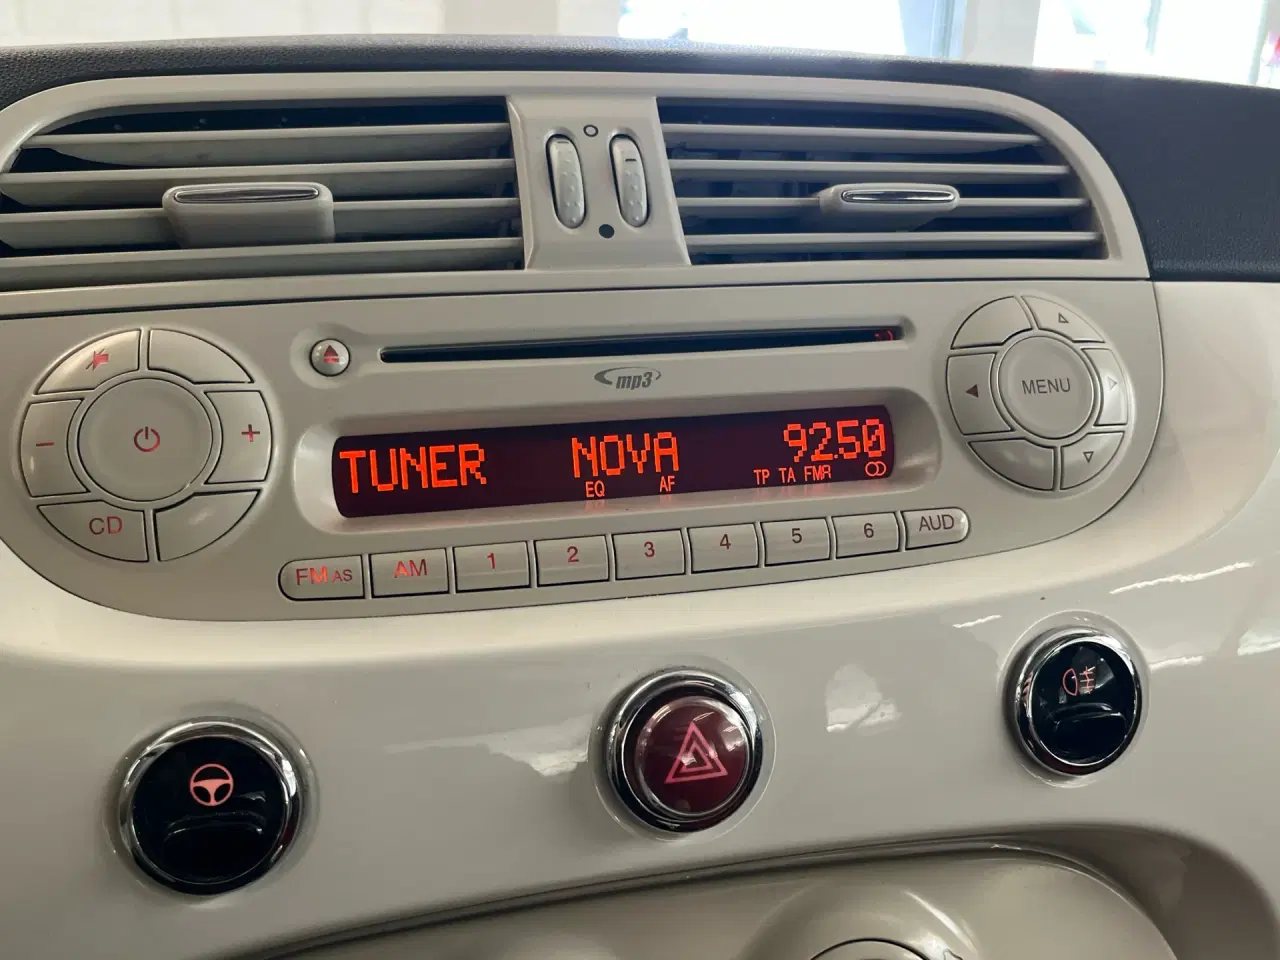 mp3
MENU
TUNER NOVA 92.50
EQ AF TP TA FMR
CD
FM AS AM 1 2 3 4 5 6 AUD